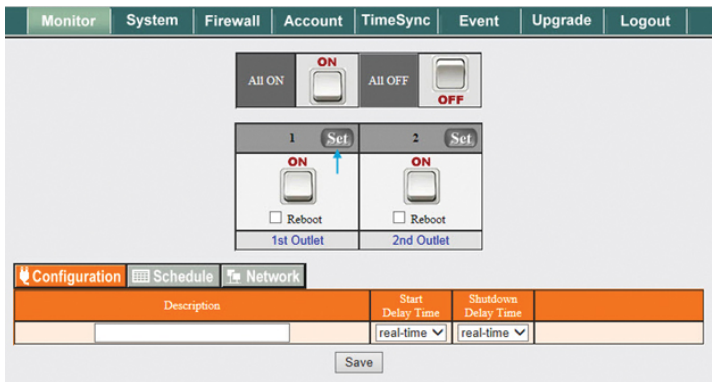 Monitor System Firewall Account TimeSync Event Upgrade Logout
All ON ON All OFF OFF
1 Set 2 Set
ON ON
Reboot Reboot
1st Outlet 2nd Outlet
Configuration Schedule Network
Description Start Delay Time Shutdown Delay Time
real-time real-time
Save